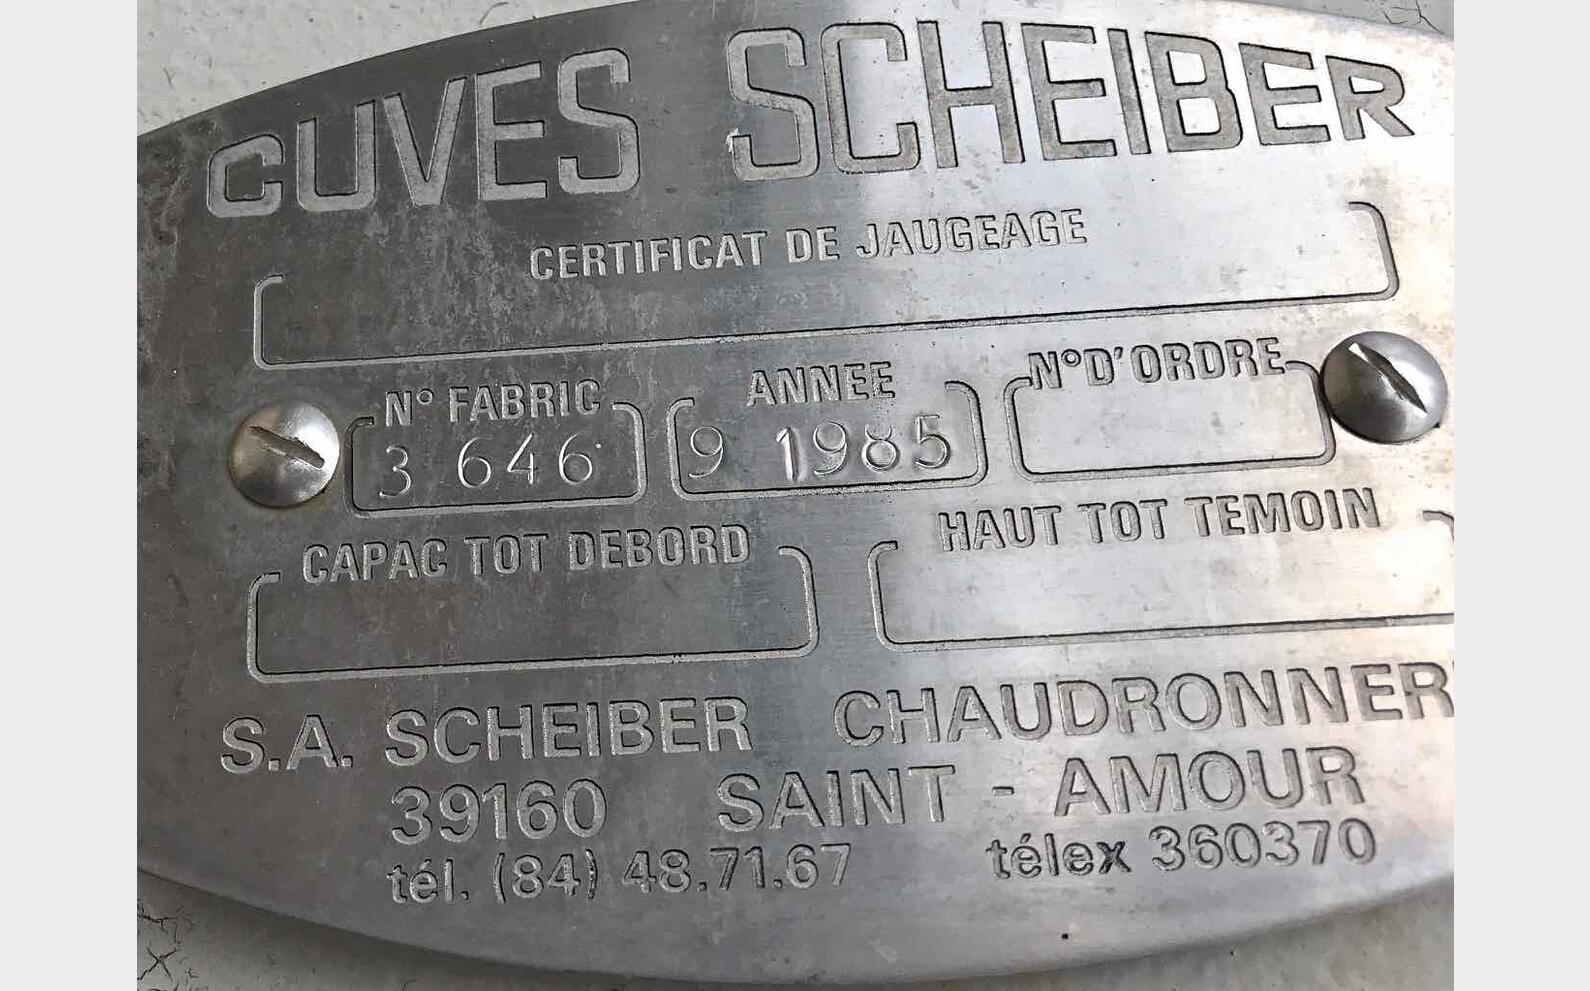 CUVES SCHEIBER
CERTIFICAT DE JAUGEAGE
N° FABRIC ANNEE N° D'ORDRE
3 646 9 1985
CAPAC TOT DEBORD HAUT TOT TEMOIN
S.A. SCHEIBER CHAUDRONNER
39160 SAINT - AMOUR
tél. (84) 48.71.67 télex 360370